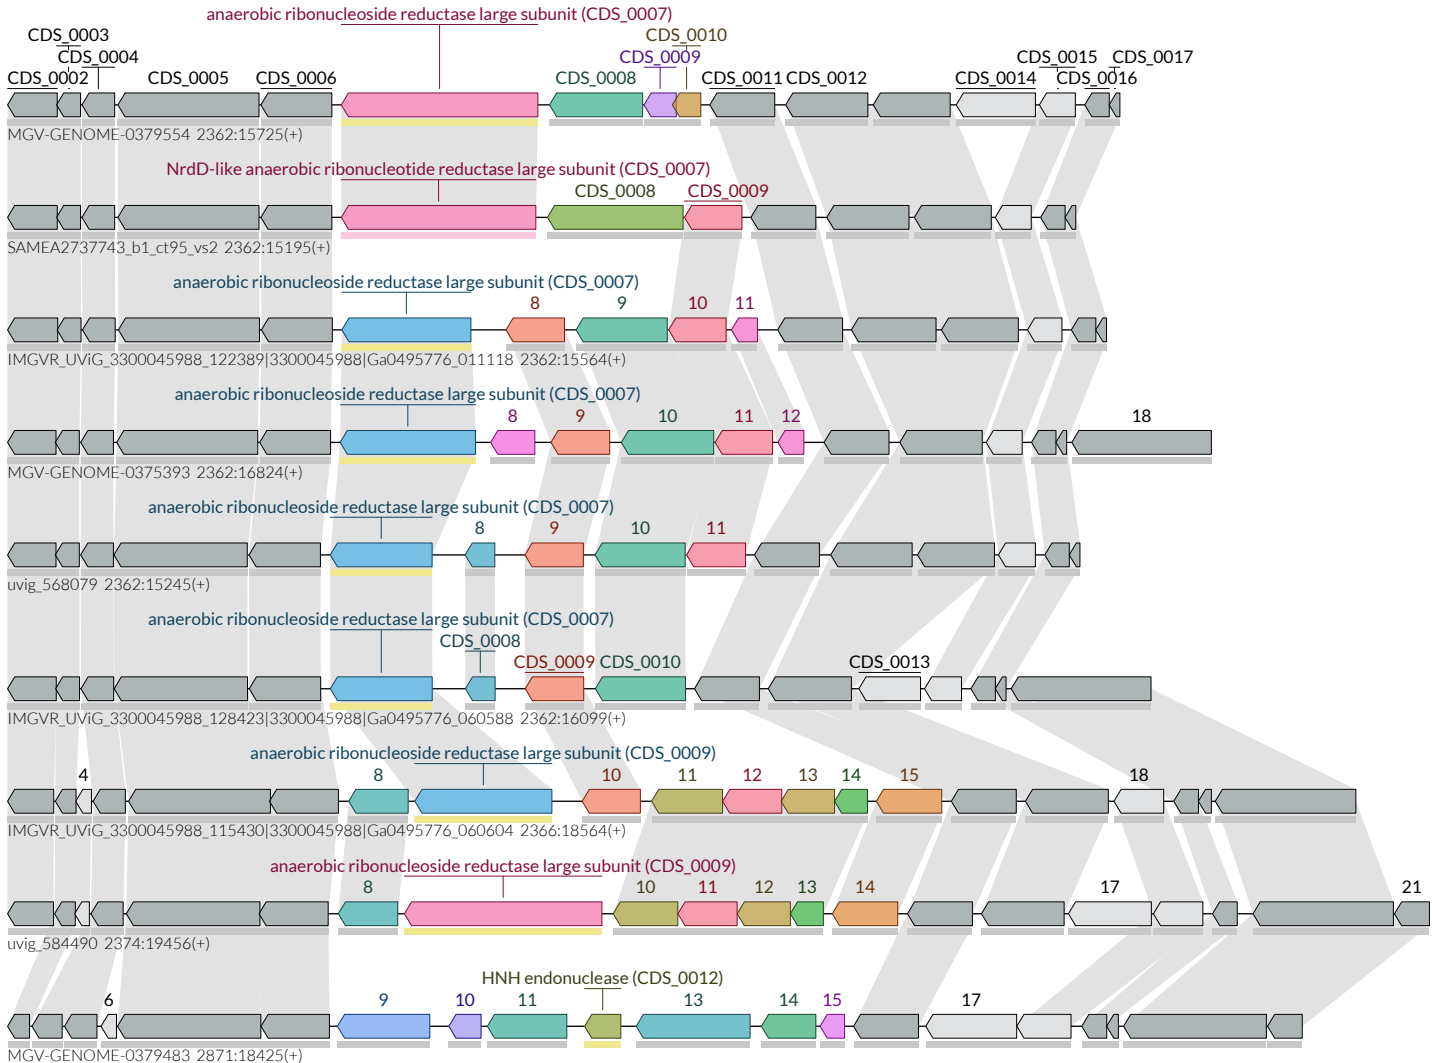 anaerobic ribonucleoside reductase large subunit (CDS_0007)
CDS_0003 CDS_0010
CDS_0004 CDS_0009 CDS_0015 CDS_0017
CDS_0002 CDS_0005 CDS_0006 CDS_0008 CDS_0011 CDS_0012 CDS_0014 CDS_0016
MGV-GENOME-0379554 2362:15725(+)
NrdD-like anaerobic ribonucleotide reductase large subunit (CDS_0007)
CDS_0008 CDS_0009
SAMEA2737743_b1_ct95_vs2 2362:15195(+)
anaerobic ribonucleoside reductase large subunit (CDS_0007)
8 9 10 11
IMGVR_UViG_3300045988_122389|3300045988|Ga0495776_011118 2362:15564(+)
anaerobic ribonucleoside reductase large subunit (CDS_0007)
8 9 10 11 12 18
MGV-GENOME-0375393 2362:16824(+)
anaerobic ribonucleoside reductase large subunit (CDS_0007)
8 9 10 11
uvig_568079 2362:15245(+)
anaerobic ribonucleoside reductase large subunit (CDS_0007)
CDS_0008
CDS_0009 CDS_0010 CDS_0013
IMGVR_UViG_3300045988_128423|3300045988|Ga0495776_060588 2362:16099(+)
anaerobic ribonucleoside reductase large subunit (CDS_0009)
4 8 10 11 12 13 14 15 18
IMGVR_UViG_3300045988_115430|3300045988|Ga0495776_060604 2366:18564(+)
anaerobic ribonucleoside reductase large subunit (CDS_0009)
8 10 11 12 13 14 17 21
uvig_584490 2374:19456(+)
HNH endonuclease (CDS_0012)
6 9 10 11 13 14 15 17
MGV-GENOME-0379483 2871:18425(+)